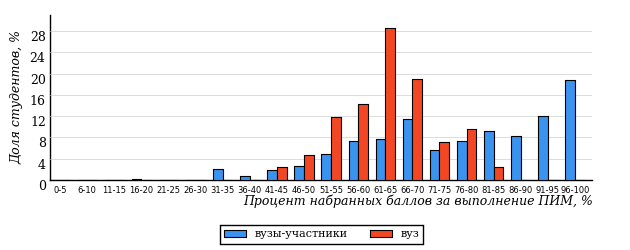 Доля студентов, %
28
24
20
16
12
8
4
0
0-5 6-10 11-15 16-20 21-25 26-30 31-35 36-40 41-45 46-50 51-55 56-60 61-65 66-70 71-75 76-80 81-85 86-90 91-95 96-100
Процент набранных баллов за выполнение ПИМ, %
вузы-участники вуз